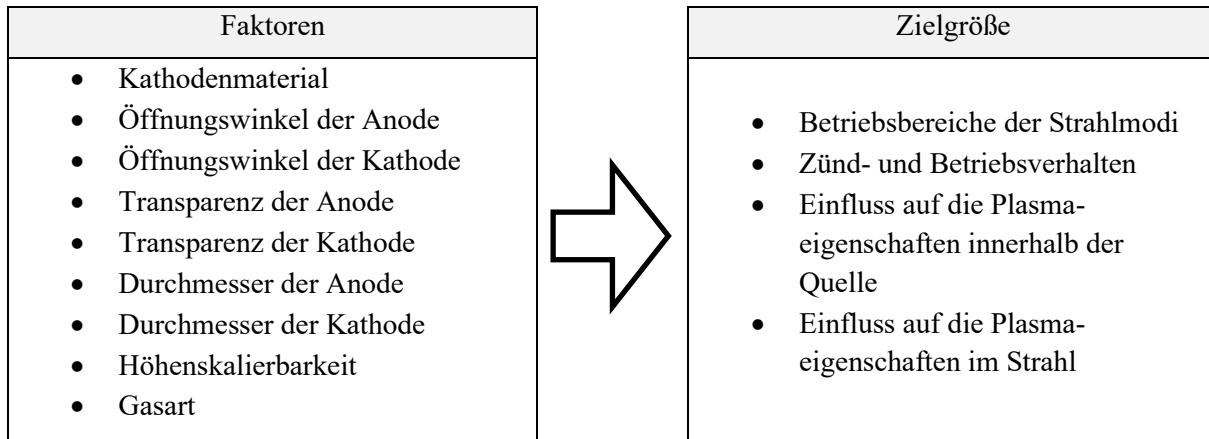 Faktoren
• Kathodenmaterial
• Öffnungswinkel der Anode
• Öffnungswinkel der Kathode
• Transparenz der Anode
• Transparenz der Kathode
• Durchmesser der Anode
• Durchmesser der Kathode
• Höhenskalierbarkeit
• Gasart
Zielgröße
• Betriebsbereiche der Strahlmodi
• Zünd- und Betriebsverhalten
• Einfluss auf die Plasma-
eigenschaften innerhalb der
Quelle
• Einfluss auf die Plasma-
eigenschaften im Strahl